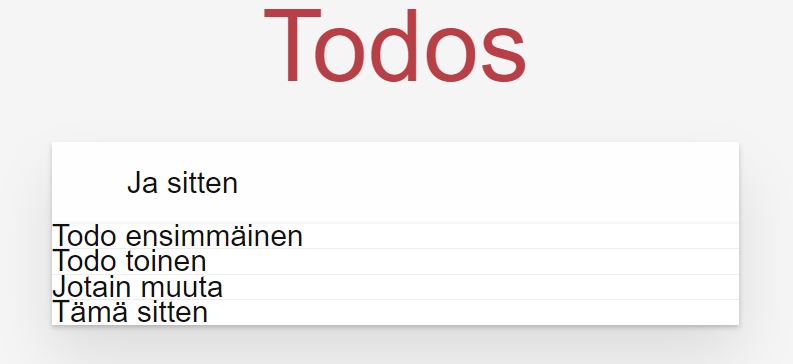 Todos
Ja sitten
Todo ensimmäinen
Todo toinen
Jotain muuta
Tämä sitten